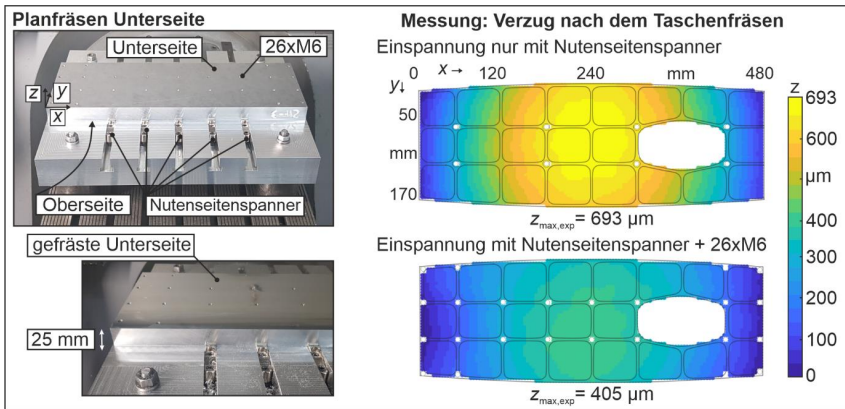 Planfräsen Unterseite
Unterseite
26xM6
z
y
x
Oberseite
Nutenseitenspanner
gefräste Unterseite
25 mm
Messung: Verzug nach dem Taschenfräsen
Einspannung nur mit Nutenseitenspanner
y↓ 0 x → 120 240 mm 480
50
mm
170
zmax,exp = 693 µm
Einspannung mit Nutenseitenspanner + 26xM6
zmax,exp = 405 µm
z
693
600
µm
400
300
200
100
0